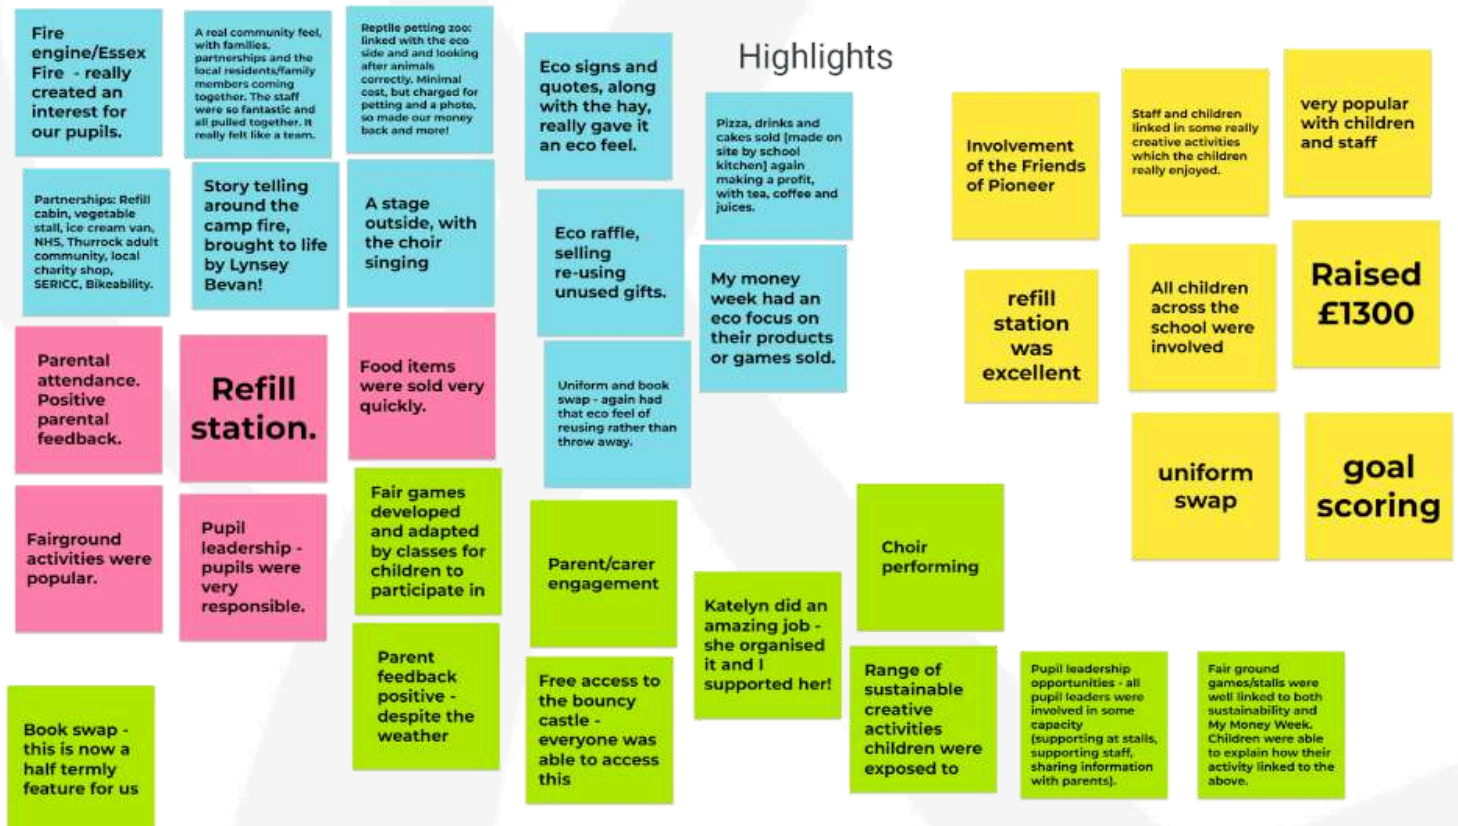 Highlights
Fire
engine/Essex
Fire - really
created an
interest for
our pupils.
A real community feel,
with families,
partnerships and the
local residents/family
members coming
together. The staff
were so fantastic and
all pulled together. It
really felt like a team.
Reptile petting zoo:
linked with the eco
side and and looking
after animals
correctly. Minimal
cost, but charged for
petting and a photo,
so made our money
back and more!
Eco signs and
quotes, along
with the hay,
really gave it
an eco feel.
Pizza, drinks and
cakes sold [made on
site by school
kitchen] again
making a profit,
with tea, coffee and
juices.
Partnerships: Refill
cabin, vegetable
stall, ice cream van,
NHS, Thurrock adult
community, local
charity shop,
SERICC, Bikeability.
Story telling
around the
camp fire,
brought to life
by Lynsey
Bevan!
A stage
outside, with
the choir
singing
Eco raffle,
selling
re-using
unused gifts.
My money
week had an
eco focus on
their products
or games sold.
Uniform and book
swap - again had
that eco feel of
reusing rather than
throw away.
Involvement
of the Friends
of Pioneer
Staff and children
linked in some really
creative activities
which the children
really enjoyed.
very popular
with children
and staff
refill
station
was
excellent
All children
across the
school were
involved
Raised
£1300
uniform
swap
goal
scoring
Parental
attendance.
Positive
parental
feedback.
Refill
station.
Food items
were sold very
quickly.
Fairground
activities were
popular.
Pupil
leadership -
pupils were
very
responsible.
Fair games
developed
and adapted
by classes for
children to
participate in
Parent/carer
engagement
Choir
performing
Katelyn did an
amazing job -
she organised
it and I
supported her!
Parent
feedback
positive -
despite the
weather
Free access to
the bouncy
castle -
everyone was
able to access
this
Range of
sustainable
creative
activities
children were
exposed to
Pupil leadership
opportunities - all
pupil leaders were
involved in some
capacity
(supporting at stalls,
supporting staff,
sharing information
with parents).
Fair ground
games/stalls were
well linked to both
sustainability and
My Money Week.
Children were able
to explain how their
activity linked to the
above.
Book swap -
this is now a
half termly
feature for us